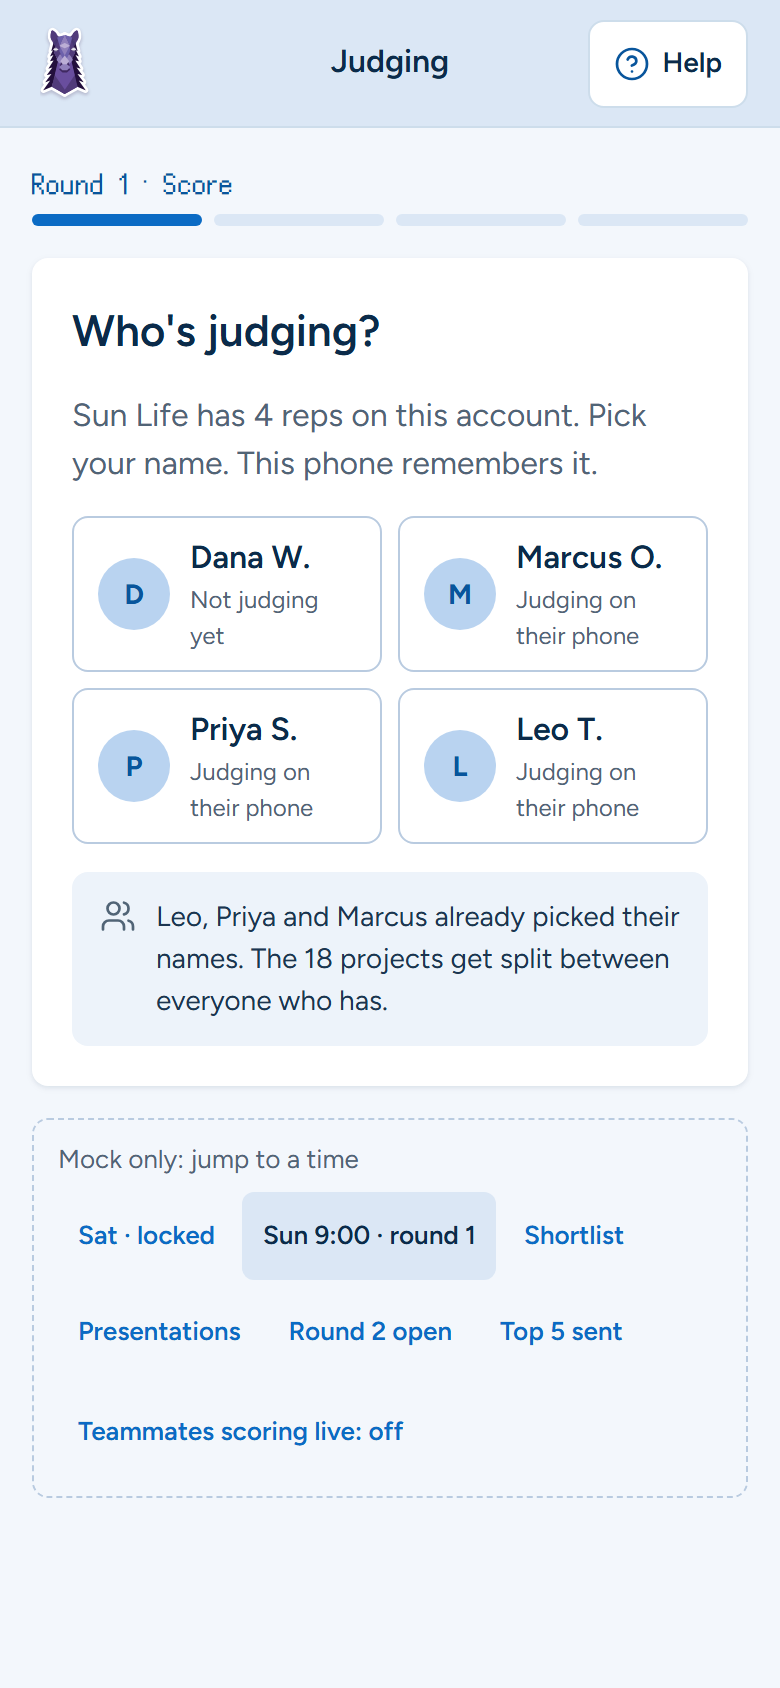 Judging
Help
Round 1 · Score
Who's judging?
Sun Life has 4 reps on this account. Pick
your name. This phone remembers it.
D
Dana W.
Not judging
yet
M
Marcus O.
Judging on
their phone
P
Priya S.
Judging on
their phone
L
Leo T.
Judging on
their phone
Leo, Priya and Marcus already picked their
names. The 18 projects get split between
everyone who has.
Mock only: jump to a time
Sat · locked
Sun 9:00 · round 1
Shortlist
Presentations
Round 2 open
Top 5 sent
Teammates scoring live: off